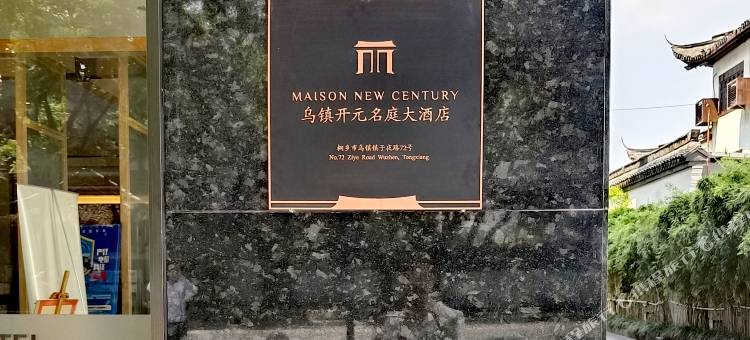 MAISON NEW CENTURY
乌镇开元名庭大酒店
桐乡市乌镇镇子夜路72号
No.72 Ziye Road Wuzhen, Tongxiang